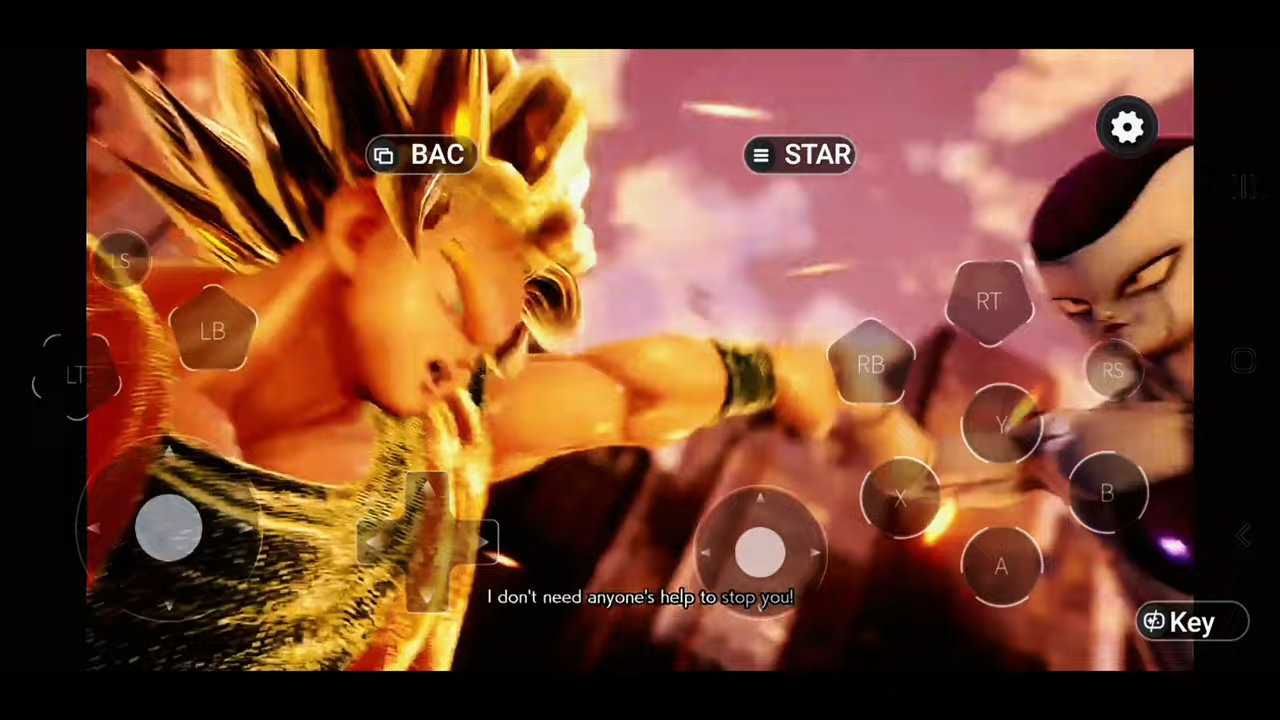 BAC
STAR
LS
LB
RT
LT
RB
RS
Y
X
B
A
I don't need anyone's help to stop you!
Key